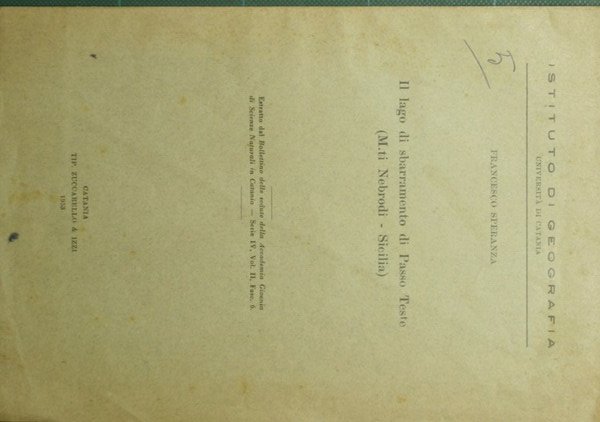 ISTITUTO DI GEOGRAFIA
UNIVERSITÀ DI CATANIA
5
FRANCESCO SPERANZA
Il lago di sbarramento di Passo Teste
(M.ti Nebrodi - Sicilia)
Estratto dal Bollettino delle sedute della Accademia Gioenia
di Scienze Naturali in Catania — Serie IV, Vol. II, Fasc. 6.
CATANIA
TIP. ZUCCARELLO & IZZI
1953